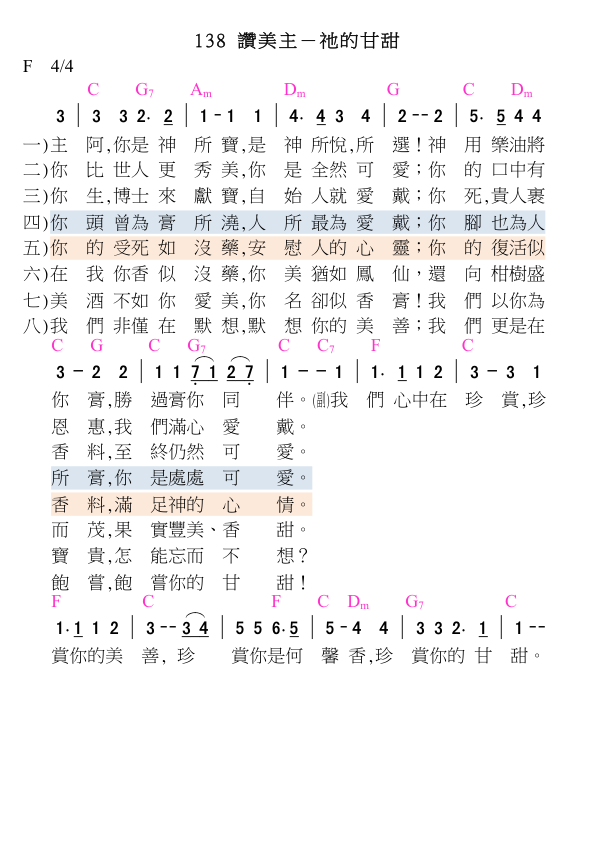 138 讚美主－祂的甘甜
F 4/4
C G7 Am Dm G C Dm
3 | 3 3 2· 2 | 1 - 1 1 | 4· 4 3 4 | 2 - - 2 | 5· 5 4 4
一)主 阿,你是 神 所 寶,是 神 所悅,所 選！神 用 樂油將
二)你 比 世人 更 秀 美,你 是 全然 可 愛；你 的 口中有
三)你 生,博士 來 獻 寶,自 始 人就 愛 戴；你 死,貴人裹
四)你 頭 曾為 膏 所 澆,人 所 最為 愛 戴；你 腳 也為人
五)你 的 受死 如 沒 藥,安 慰 人的 心 靈；你 的 復活似
六)在 我 你香 似 沒 藥,你 美 猶如 鳳 仙，還 向 柑樹盛
七)美 酒 不如 你 愛 美,你 名 卻似 香 膏！我 們 以你為
八)我 們 非僅 在 默 想,默 想 你的 美 善；我 們 更是在
C G C G7 C C7 F C
3 - 2 2 | 1 1 7 1 2 7 | 1 - - 1 | 1· 1 1 2 | 3 - 3 1
你 膏,勝 過膏你 同 伴。(副)我 們 心中在 珍 賞,珍
恩 惠,我 們滿心 愛 戴。
香 料,至 終仍然 可 愛。
所 膏,你 是處處 可 愛。
香 料,滿 足神的 心 情。
而 茂,果 實豐美、香 甜。
寶 貴,怎 能忘而 不 想？
飽 嘗,飽 嘗你的 甘 甜！
F C F C Dm G7 C
1· 1 1 2 | 3 - - 3 4 | 5 5 6· 5 | 5 - 4 4 | 3 3 2· 1 | 1 - -
賞你的美 善, 珍 賞你是何 馨 香,珍 賞你的 甘 甜。